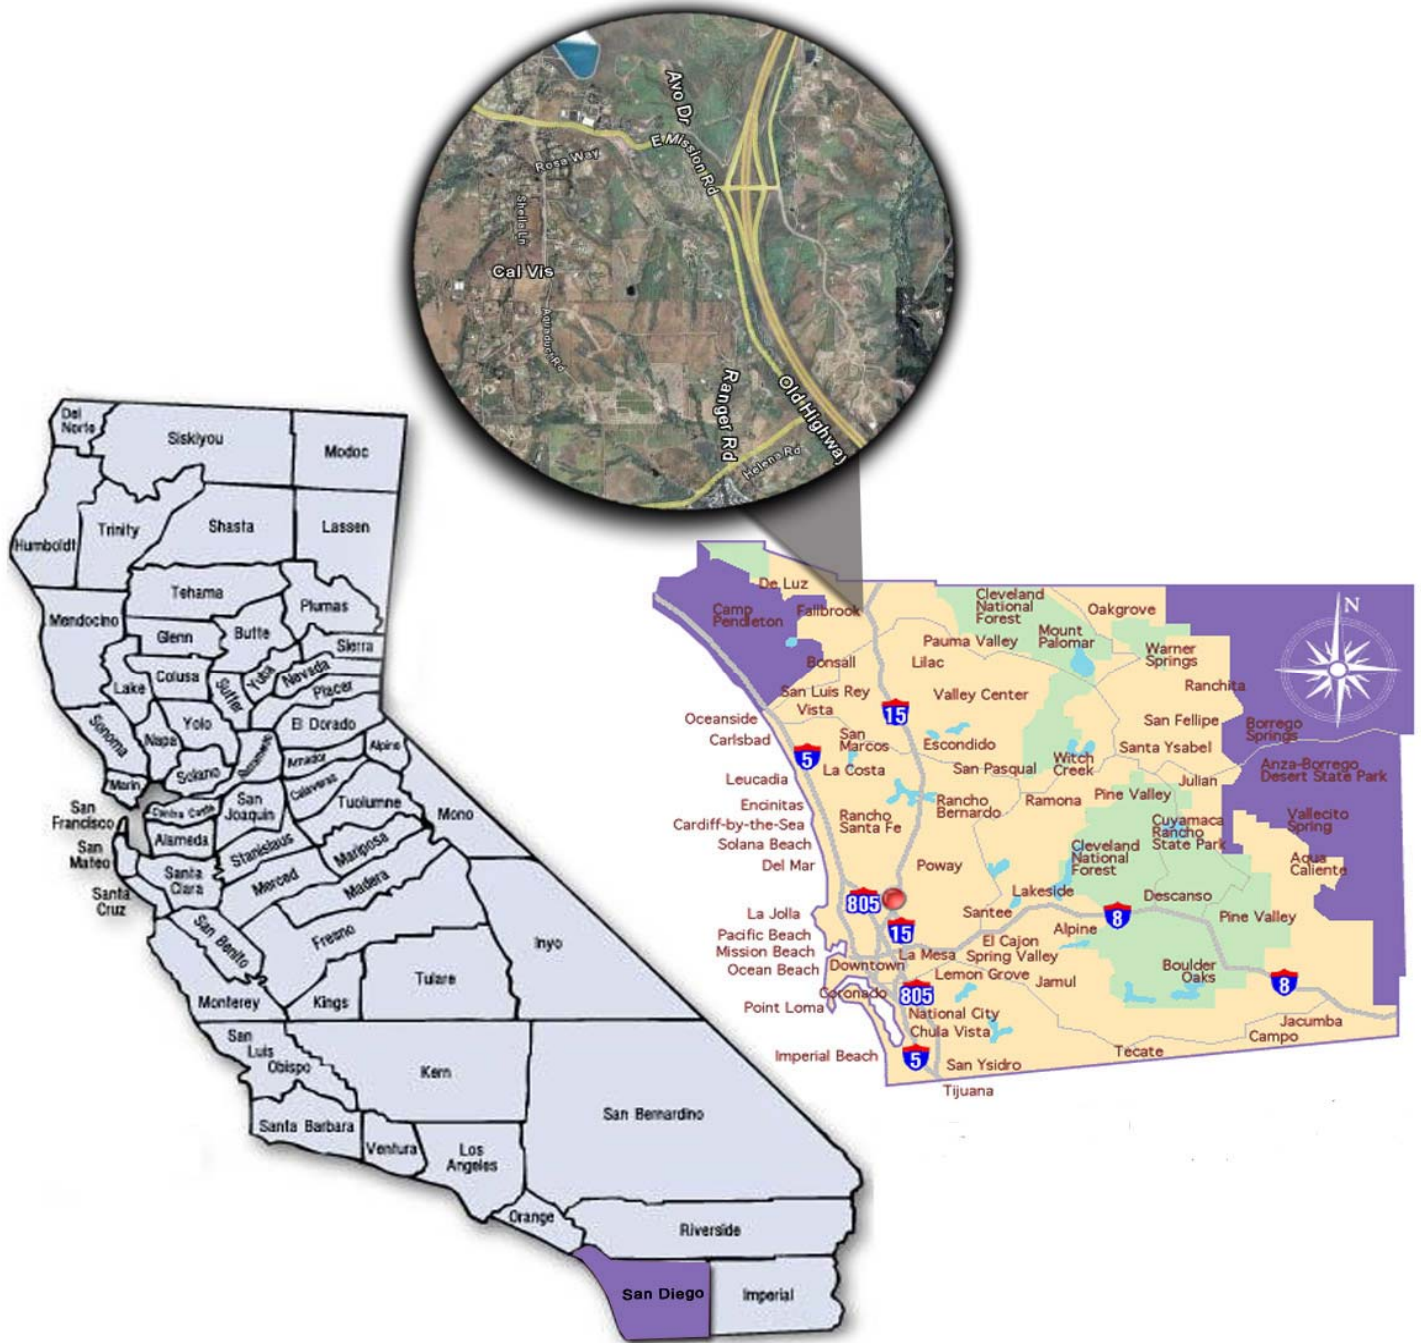 Avo Dr
E Mission Rd
Rosa Way
Sheila Ln
Cal Vis
Aquaduct Rd
Ranger Rd
Old Highway
Helena Rd
Del
Norte
Siskiyou
Modoc
Humboldt
Trinity
Shasta
Lassen
Tehama
Plumas
Mendocino
Glenn
Butte
Sierra
Colusa
Lake
Sutter
Yuba
Nevada
Placer
Sonoma
Napa
Yolo
El Dorado
Alpine
Solano
Sacramento
Amador
Marin
Calaveras
San
Francisco
Contra Costa
San
Joaquin
Tuolumne
Mono
Alameda
San
Mateo
Stanislaus
Mariposa
Santa
Clara
Merced
Madera
Santa
Cruz
San Benito
Fresno
Inyo
Monterey
Kings
Tulare
San
Luis
Obispo
Kern
San Bernardino
Santa Barbara
Ventura
Los
Angeles
Orange
Riverside
San Diego
Imperial
De Luz
Camp
Pendleton
Fallbrook
Cleveland
National
Forest
Oakgrove
N
Pauma Valley
Mount
Palomar
Warner
Springs
Bonsall
Lilac
San Luis Rey
Vista
Valley Center
Ranchita
15
Oceanside
Carlsbad
San
Marcos
Escondido
San Fellipe
Borrego
Springs
5
La Costa
San Pasqual
Witch
Creek
Santa Ysabel
Anza-Borrego
Desert State Park
Leucadia
Julian
Encinitas
Rancho
Bernardo
Ramona
Pine Valley
Cardiff-by-the-Sea
Rancho
Santa Fe
Cuyamaca
Rancho
State Park
Vallecito
Spring
Solana Beach
Cleveland
National
Forest
Del Mar
Poway
Aqua
Caliente
805
Lakeside
Descanso
La Jolla
Santee
8
Pine Valley
15
Alpine
Pacific Beach
Mission Beach
El Cajon
Ocean Beach
Downtown
La Mesa
Spring Valley
Lemon Grove
Boulder
Oaks
Jamul
8
Coronado
805
Point Loma
National City
Chula Vista
Jacumba
Campo
Imperial Beach
5
San Ysidro
Tecate
Tijuana